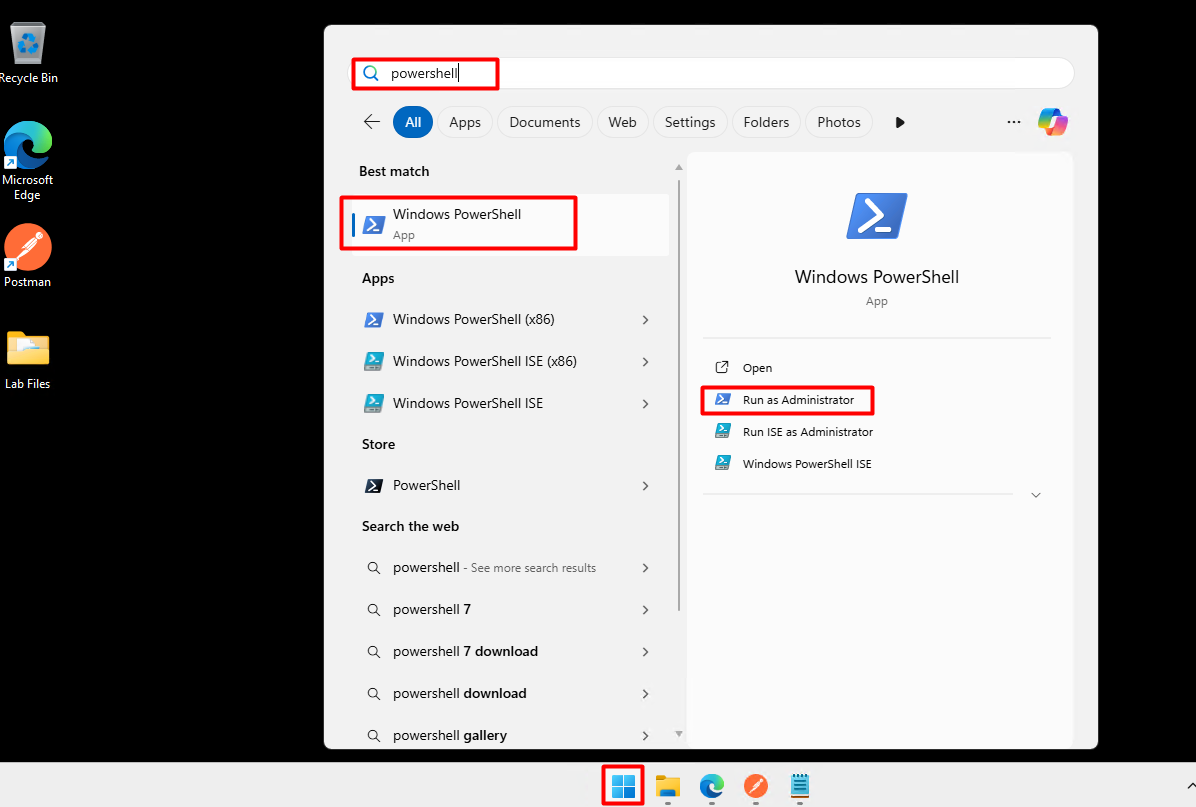 Recycle Bin
Microsoft
Edge
Postman
Lab Files
powershell
All
Apps
Documents
Web
Settings
Folders
Photos
Best match
Windows PowerShell
App
Apps
Windows PowerShell (x86)
Windows PowerShell ISE (x86)
Windows PowerShell ISE
Store
PowerShell
Search the web
powershell - See more search results
powershell 7
powershell 7 download
powershell download
powershell gallery
Windows PowerShell
App
Open
Run as Administrator
Run ISE as Administrator
Windows PowerShell ISE